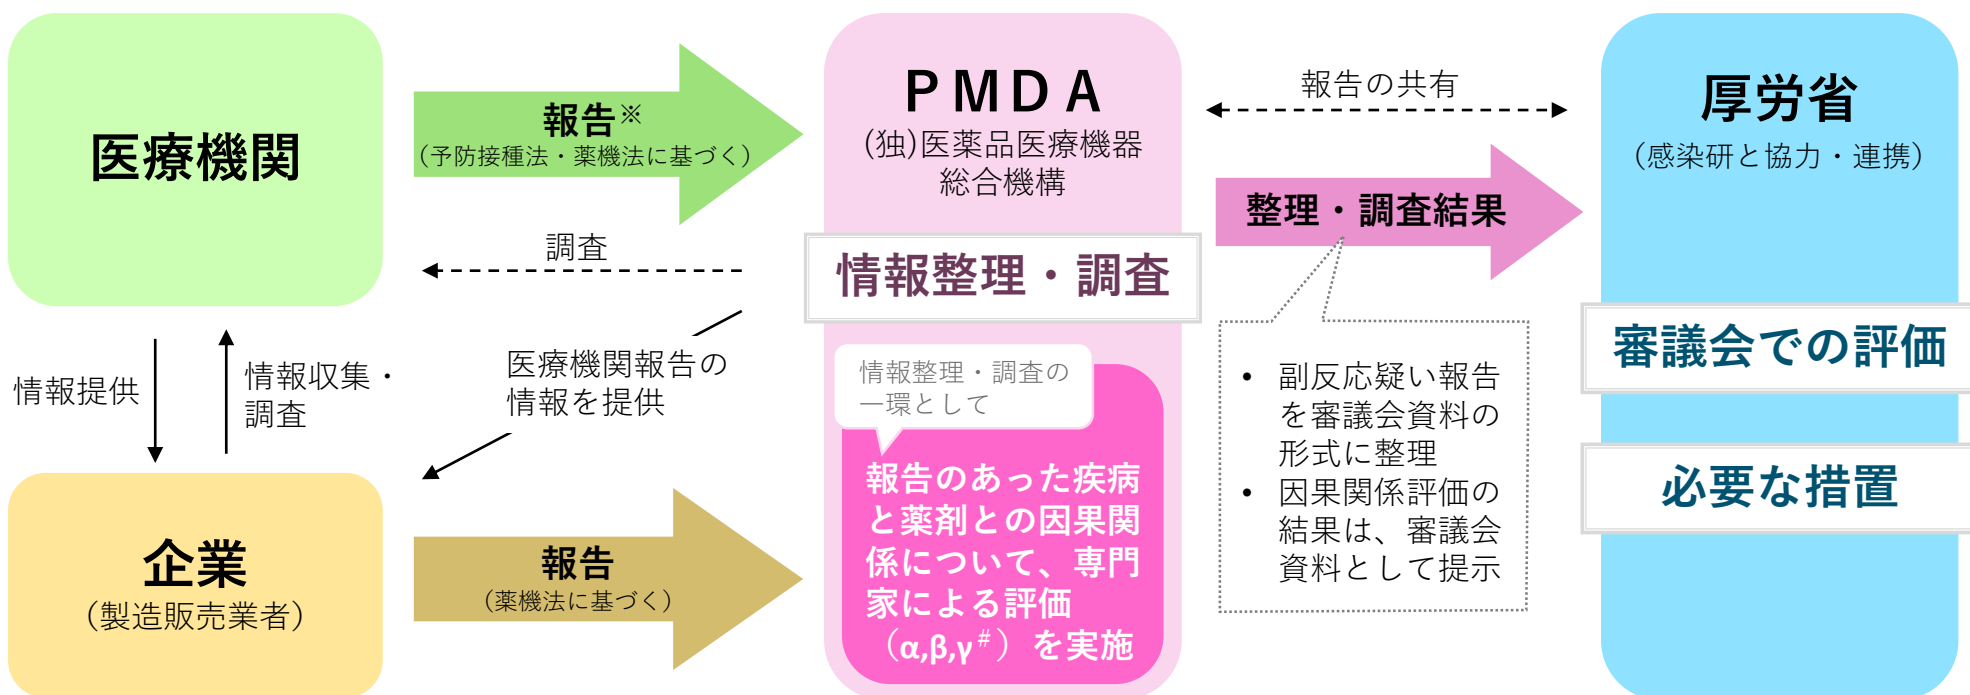 医療機関
報告※
(予防接種法・薬機法に基づく)
調査
情報提供
情報収集・
調査
医療機関報告の
情報を提供
企業
(製造販売業者)
報告
(薬機法に基づく)
PMDA
(独)医薬品医療機器
総合機構
情報整理・調査
情報整理・調査の
一環として
報告のあった疾病
と薬剤との因果関
係について、専門
家による評価
（α,β,γ#）を実施
報告の共有
整理・調査結果
• 副反応疑い報告
を審議会資料の
形式に整理
• 因果関係評価の
結果は、審議会
資料として提示
厚労省
(感染研と協力・連携)
審議会での評価
必要な措置